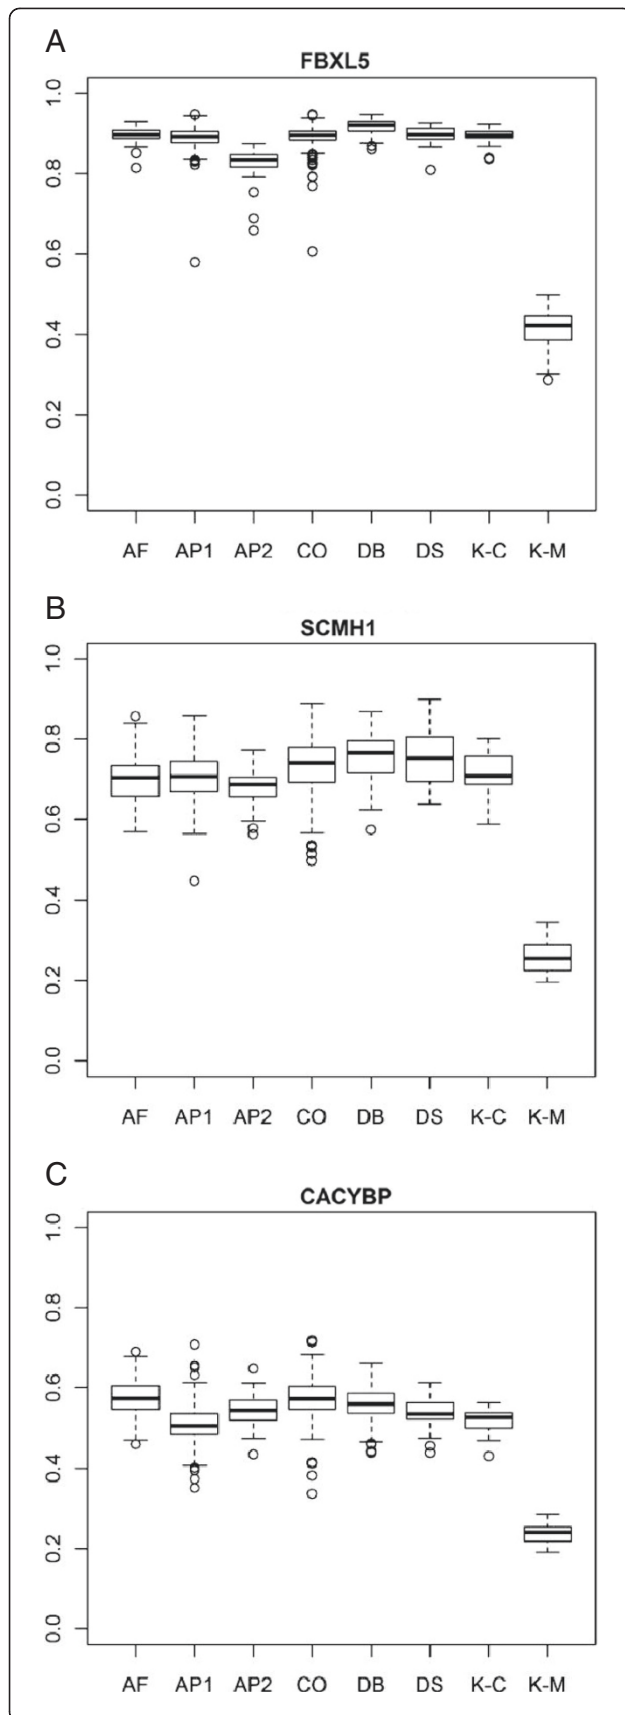 A
FBXL5
1.0
0.8
0.6
0.4
0.2
0.0
AF AP1 AP2 CO DB DS K-C K-M
B
SCMH1
1.0
0.8
0.6
0.4
0.2
0.0
AF AP1 AP2 CO DB DS K-C K-M
C
CACYBP
1.0
0.8
0.6
0.4
0.2
0.0
AF AP1 AP2 CO DB DS K-C K-M